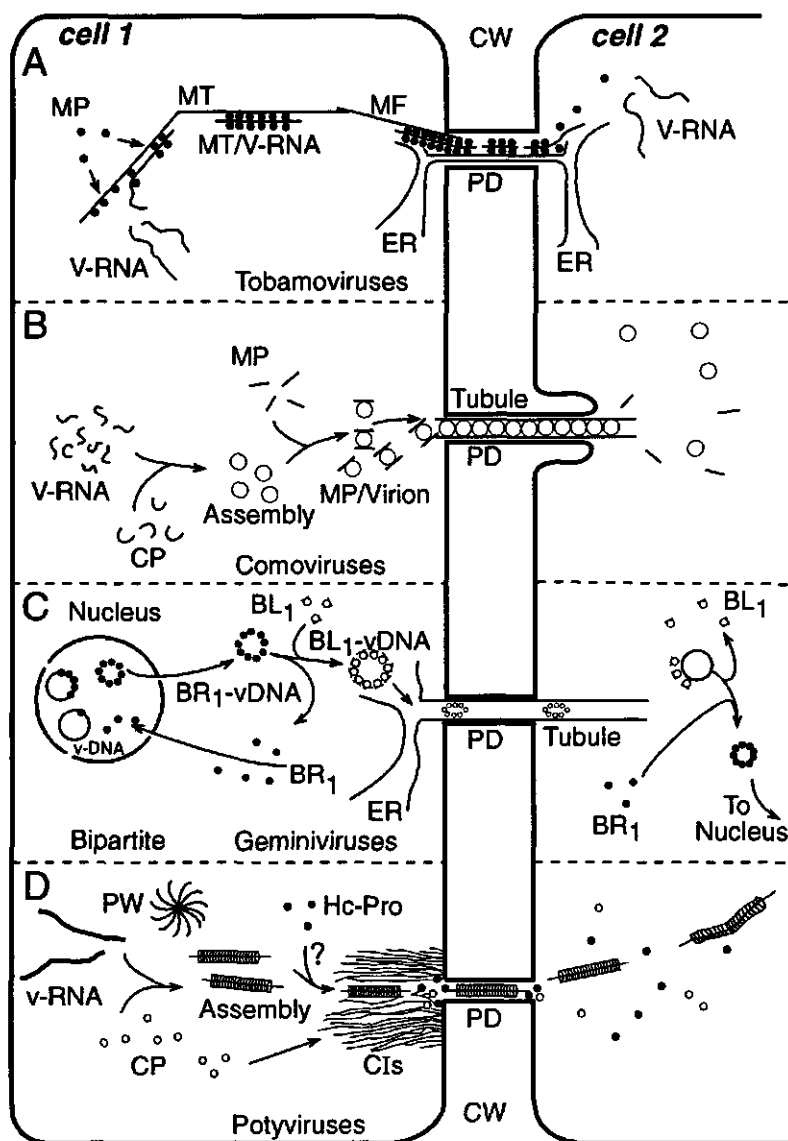 cell 1
CW
cell 2
A
MP
MT
MF
MT/V-RNA
V-RNA
V-RNA
PD
ER
ER
Tobamoviruses
B
MP
Tubule
V-RNA
PD
Assembly
MP/Virion
CP
Comoviruses
C
Nucleus
BL1
BL1-vDNA
BL1
BR1-vDNA
v-DNA
PD
Tubule
BR1
ER
BR1
To
Nucleus
Bipartite Geminiviruses
D
PW
Hc-Pro
?
v-RNA
Assembly
PD
CP
CIs
CW
Potyviruses